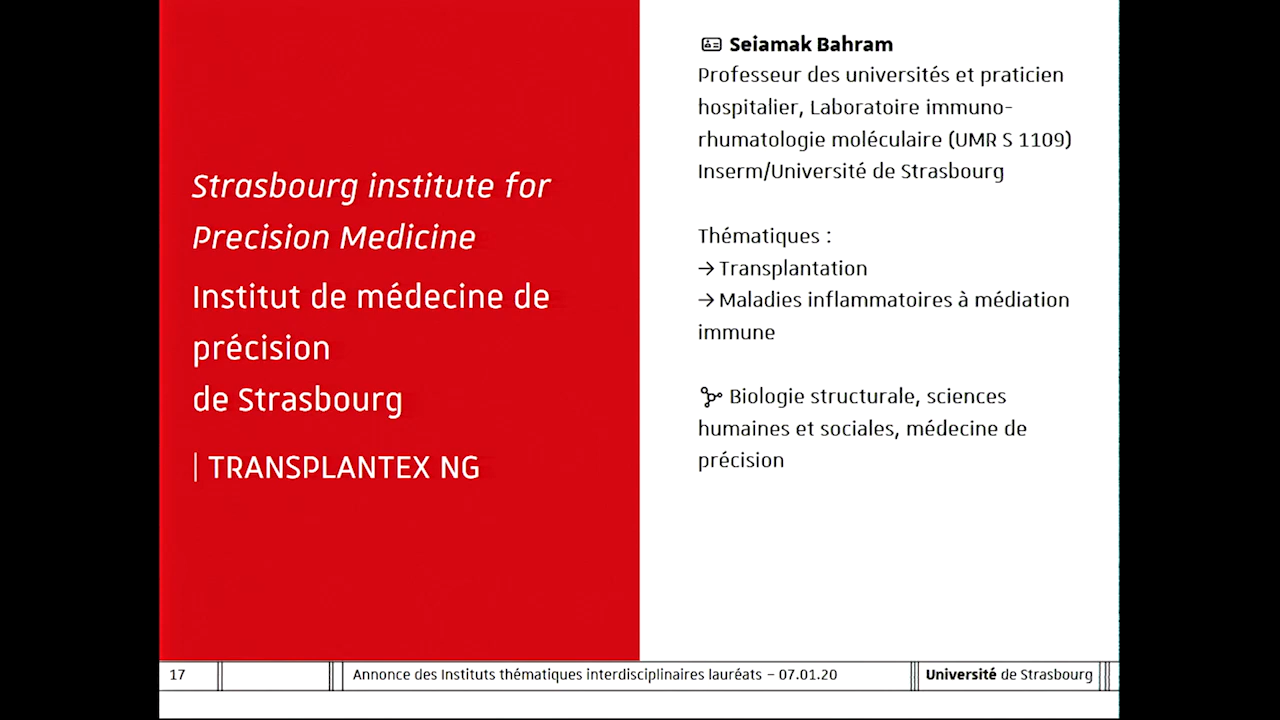 Strasbourg institute for
Precision Medicine
Institut de médecine de
précision
de Strasbourg
| TRANSPLANTEX NG
Seiamak Bahram
Professeur des universités et praticien
hospitalier, Laboratoire immuno-
rhumatologie moléculaire (UMR S 1109)
Inserm/Université de Strasbourg
Thématiques :
→ Transplantation
→ Maladies inflammatoires à médiation
immune
Biologie structurale, sciences
humaines et sociales, médecine de
précision
17
Annonce des Instituts thématiques interdisciplinaires lauréats – 07.01.20
Université de Strasbourg